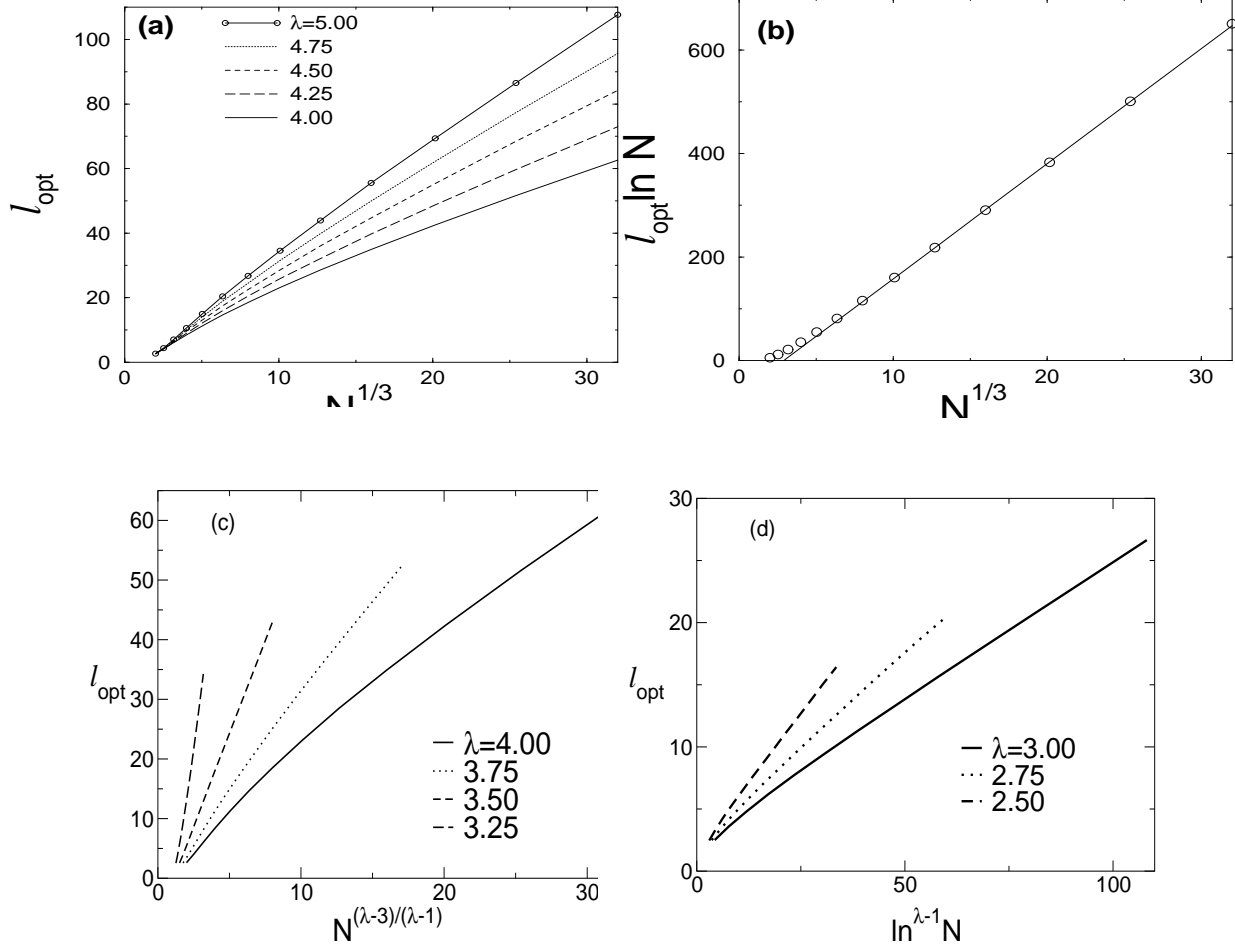 (a)
λ=5.00
4.75
4.50
4.25
4.00
100
80
60
40
20
0
l_opt
0 10 20 30
N^1/3
(b)
600
400
200
0
l_opt ln N
0 10 20 30
N^1/3
(c)
60
50
40
30
20
10
0
l_opt
λ=4.00
3.75
3.50
3.25
0 10 20 30
N^(λ-3)/(λ-1)
(d)
30
20
10
0
l_opt
λ=3.00
2.75
2.50
0 50 100
ln^λ-1 N